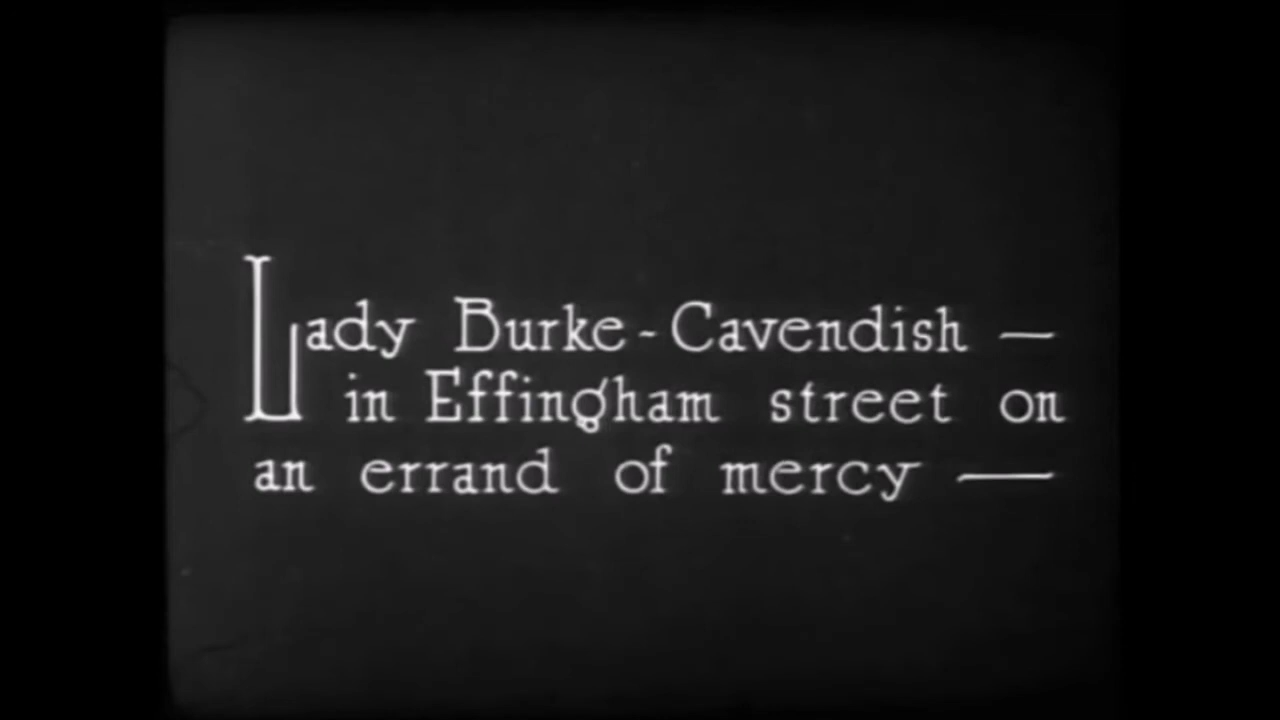 Lady Burke-Cavendish —
in Effingham street on
an errand of mercy —